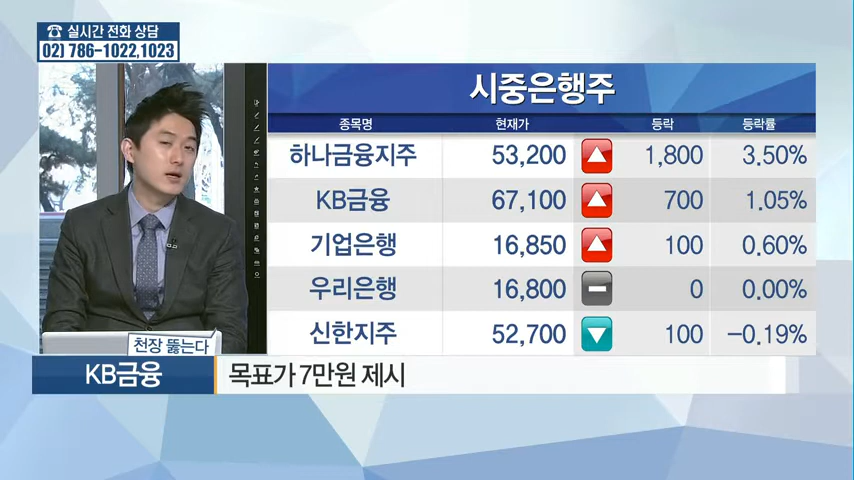 ☎ 실시간 전화 상담
02) 786-1022,1023
시중은행주
종목명 현재가 등락 등락률
하나금융지주 53,200 ▲ 1,800 3.50%
KB금융 67,100 ▲ 700 1.05%
기업은행 16,850 ▲ 100 0.60%
우리은행 16,800 - 0 0.00%
신한지주 52,700 ▼ 100 -0.19%
천장 뚫는다
KB금융 목표가 7만원 제시